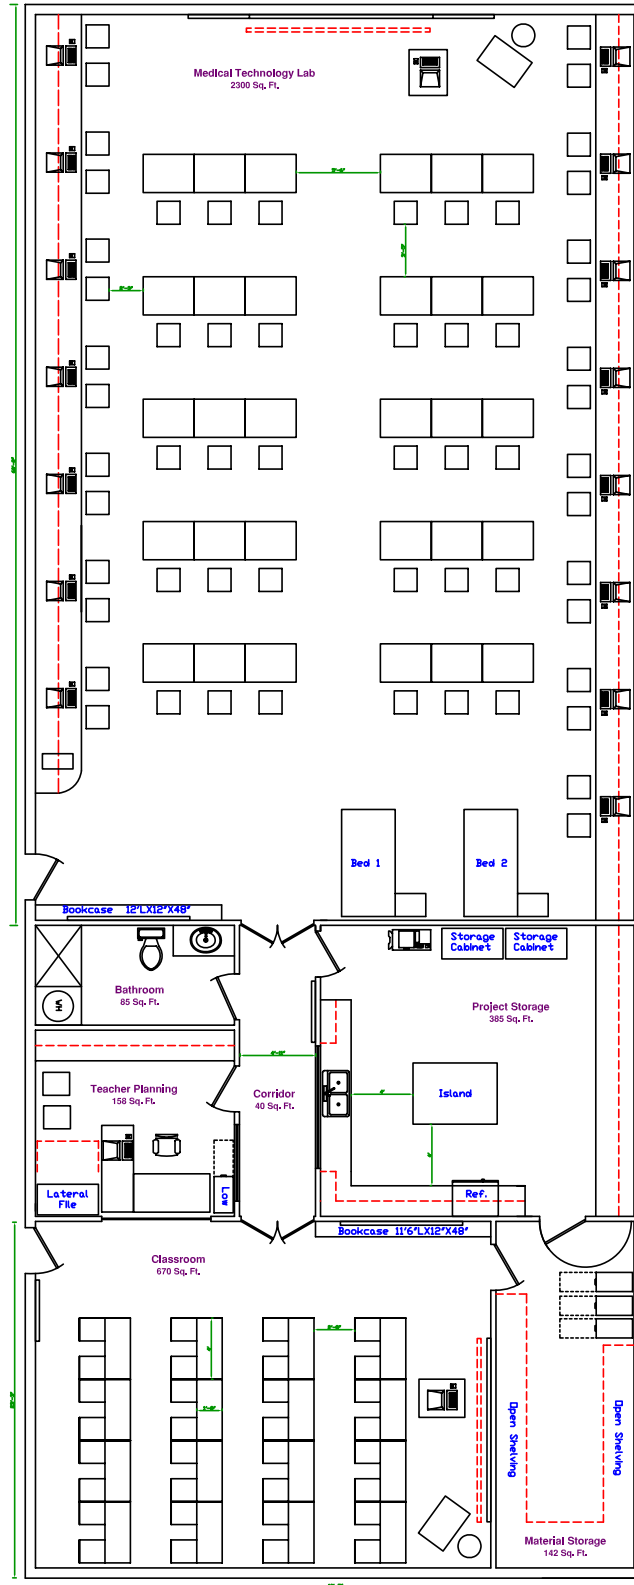 Medical Technology Lab
2300 Sq. Ft.
Bed 1
Bed 2
Bookcase 12'LX12"X48"
Storage
Cabinet
Storage
Cabinet
Bathroom
85 Sq. Ft.
WH
Project Storage
385 Sq. Ft.
Teacher Planning
158 Sq. Ft.
Corridor
40 Sq. Ft.
Island
Lateral
File
Low
Ref.
Bookcase 11'6"LX12"X48"
Classroom
670 Sq. Ft.
Open Shelving
Open Shelving
Material Storage
142 Sq. Ft.